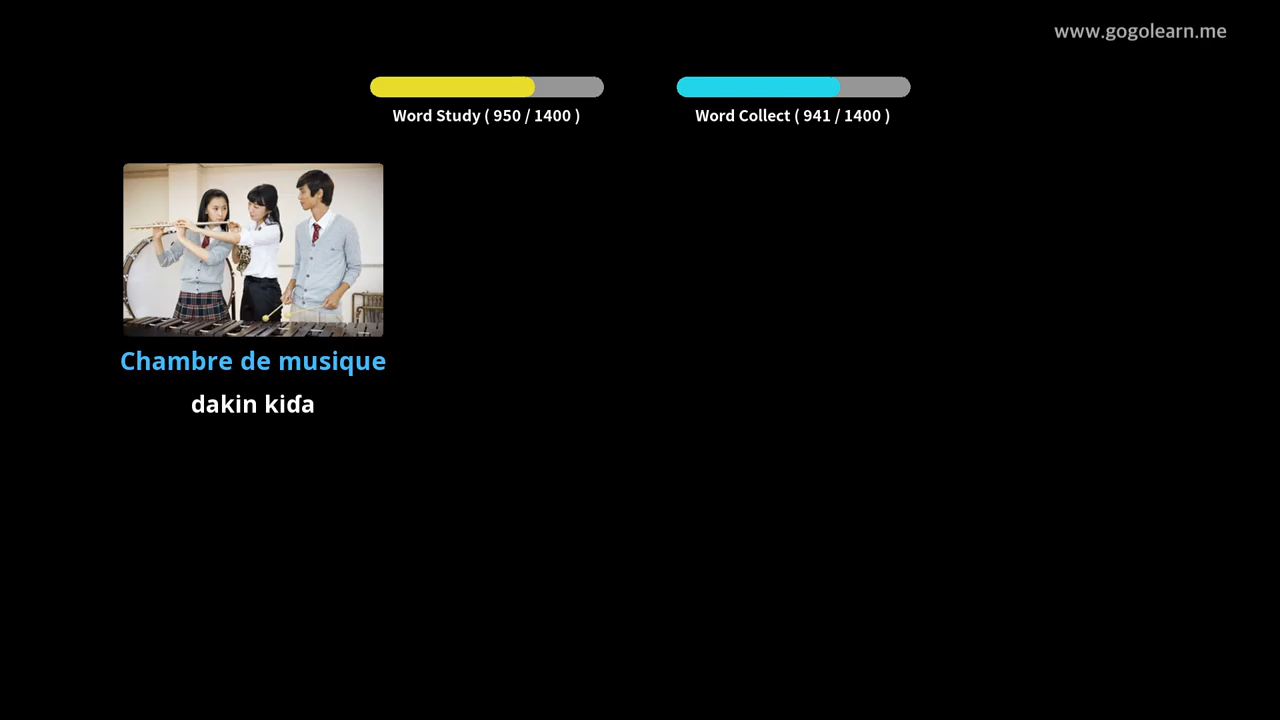 www.gogolearn.me
Word Study ( 950 / 1400 )
Word Collect ( 941 / 1400 )
Chambre de musique
dakin kiɗa